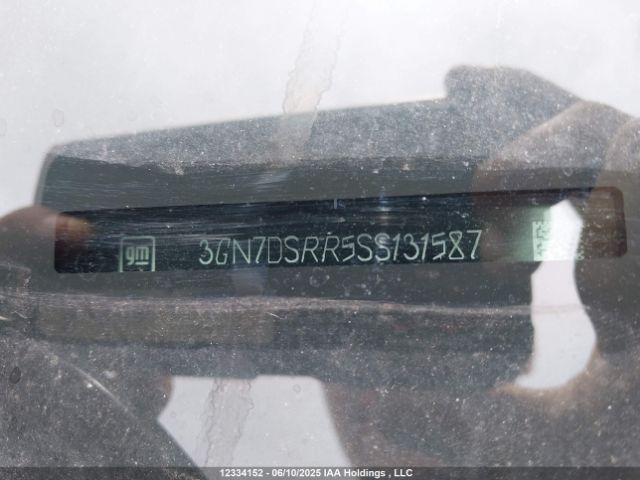 gm 3GN7DSRR5SS131587
12334152 - 06/10/2025 IAA Holdings , LLC